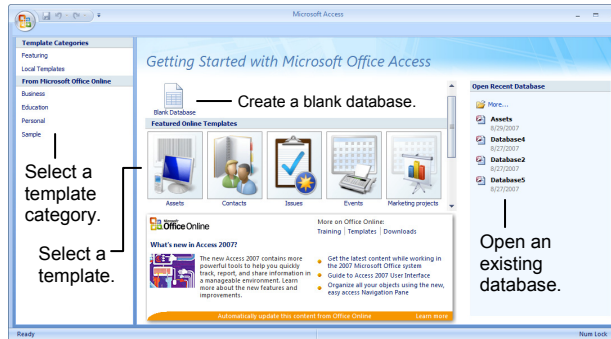 Microsoft Access
Template Categories
Featuring
Local Templates
From Microsoft Office Online
Business
Education
Personal
Sample
Select a
template
category.
Select a
template.
Getting Started with Microsoft Office Access
Blank Database
Create a blank database.
Featured Online Templates
Assets
Contacts
Issues
Events
Marketing projects
Microsoft
Office Online
More on Office Online:
Training | Templates | Downloads
What's new in Access 2007?
The new Access 2007 contains more
powerful tools to help you quickly
track, report, and share information in
a manageable environment. Learn
more about the new features and
improvements.
Get the latest content while working in
the 2007 Microsoft Office system
Guide to Access 2007 User Interface
Organize all your objects using the new,
easy access Navigation Pane
Automatically update this content from Office Online
Learn more
Open Recent Database
More...
Assets
8/29/2007
Database4
8/27/2007
Database2
8/27/2007
Database5
8/27/2007
Open an
existing
database.
Ready
Num Lock